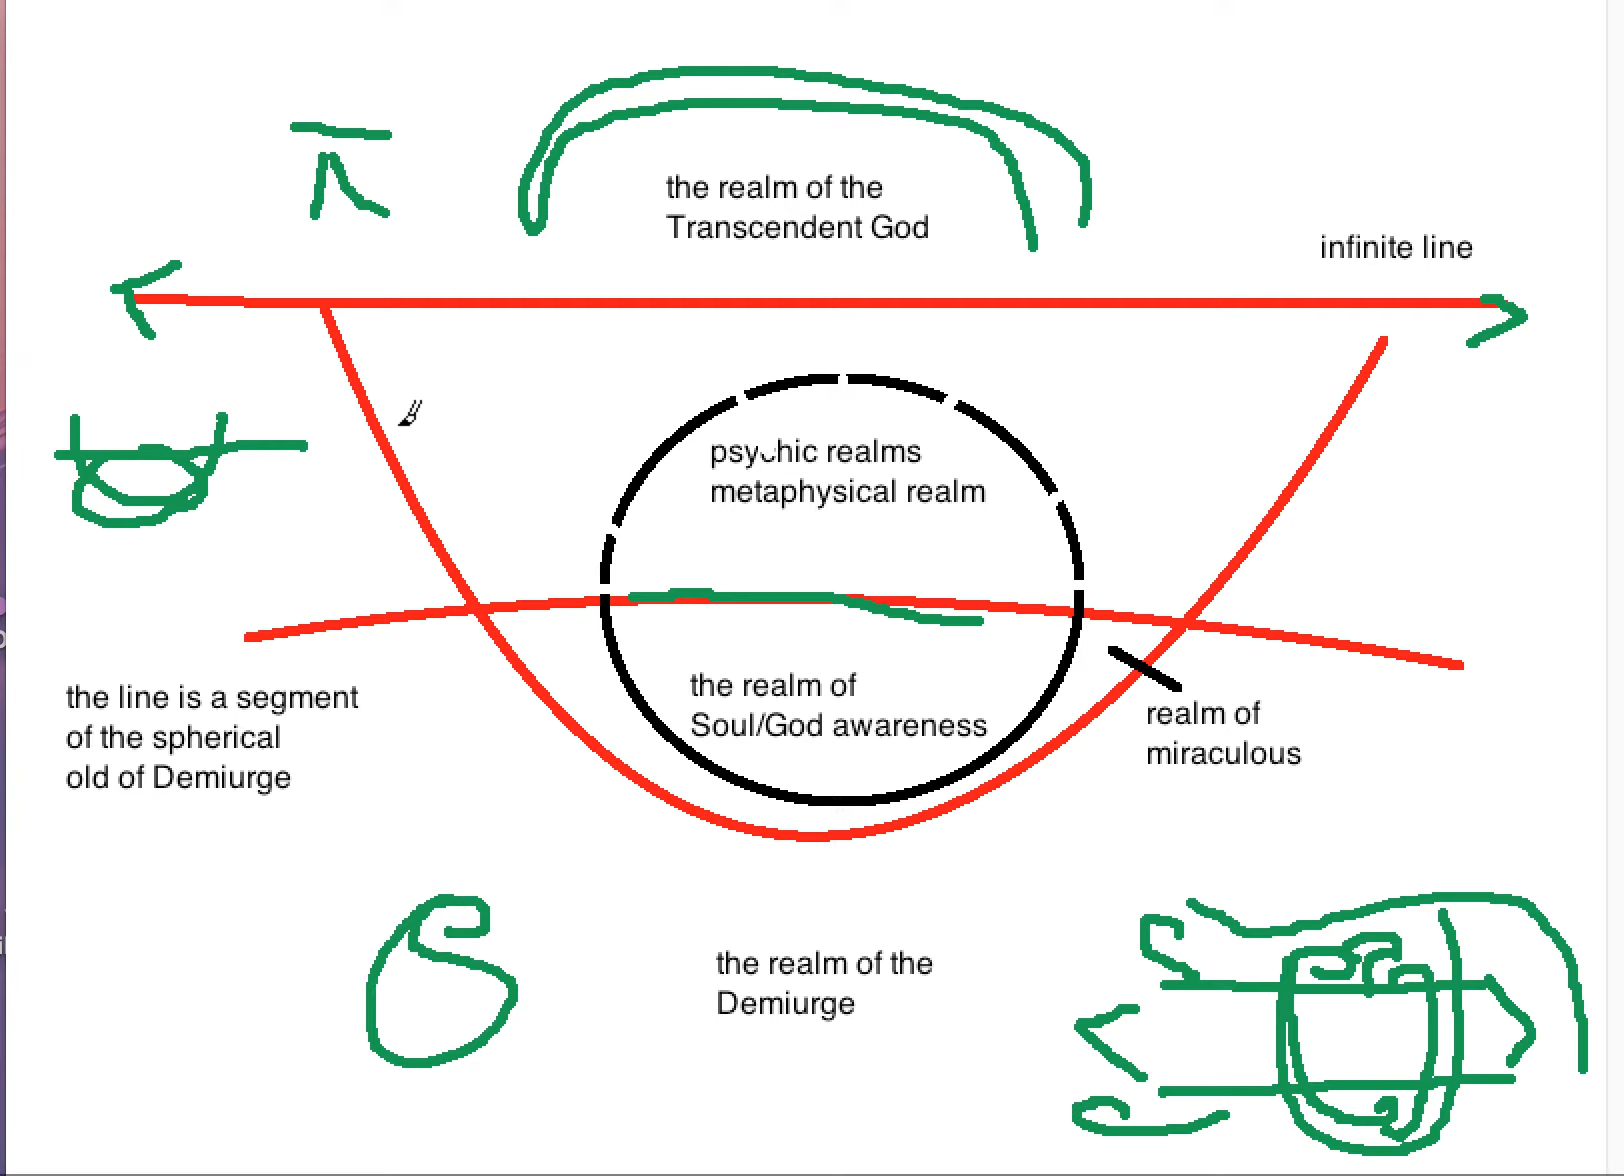 the realm of the
Transcendent God
infinite line
psychic realms
metaphysical realm
the realm of
Soul/God awareness
the line is a segment
of the spherical
old of Demiurge
realm of
miraculous
the realm of the
Demiurge